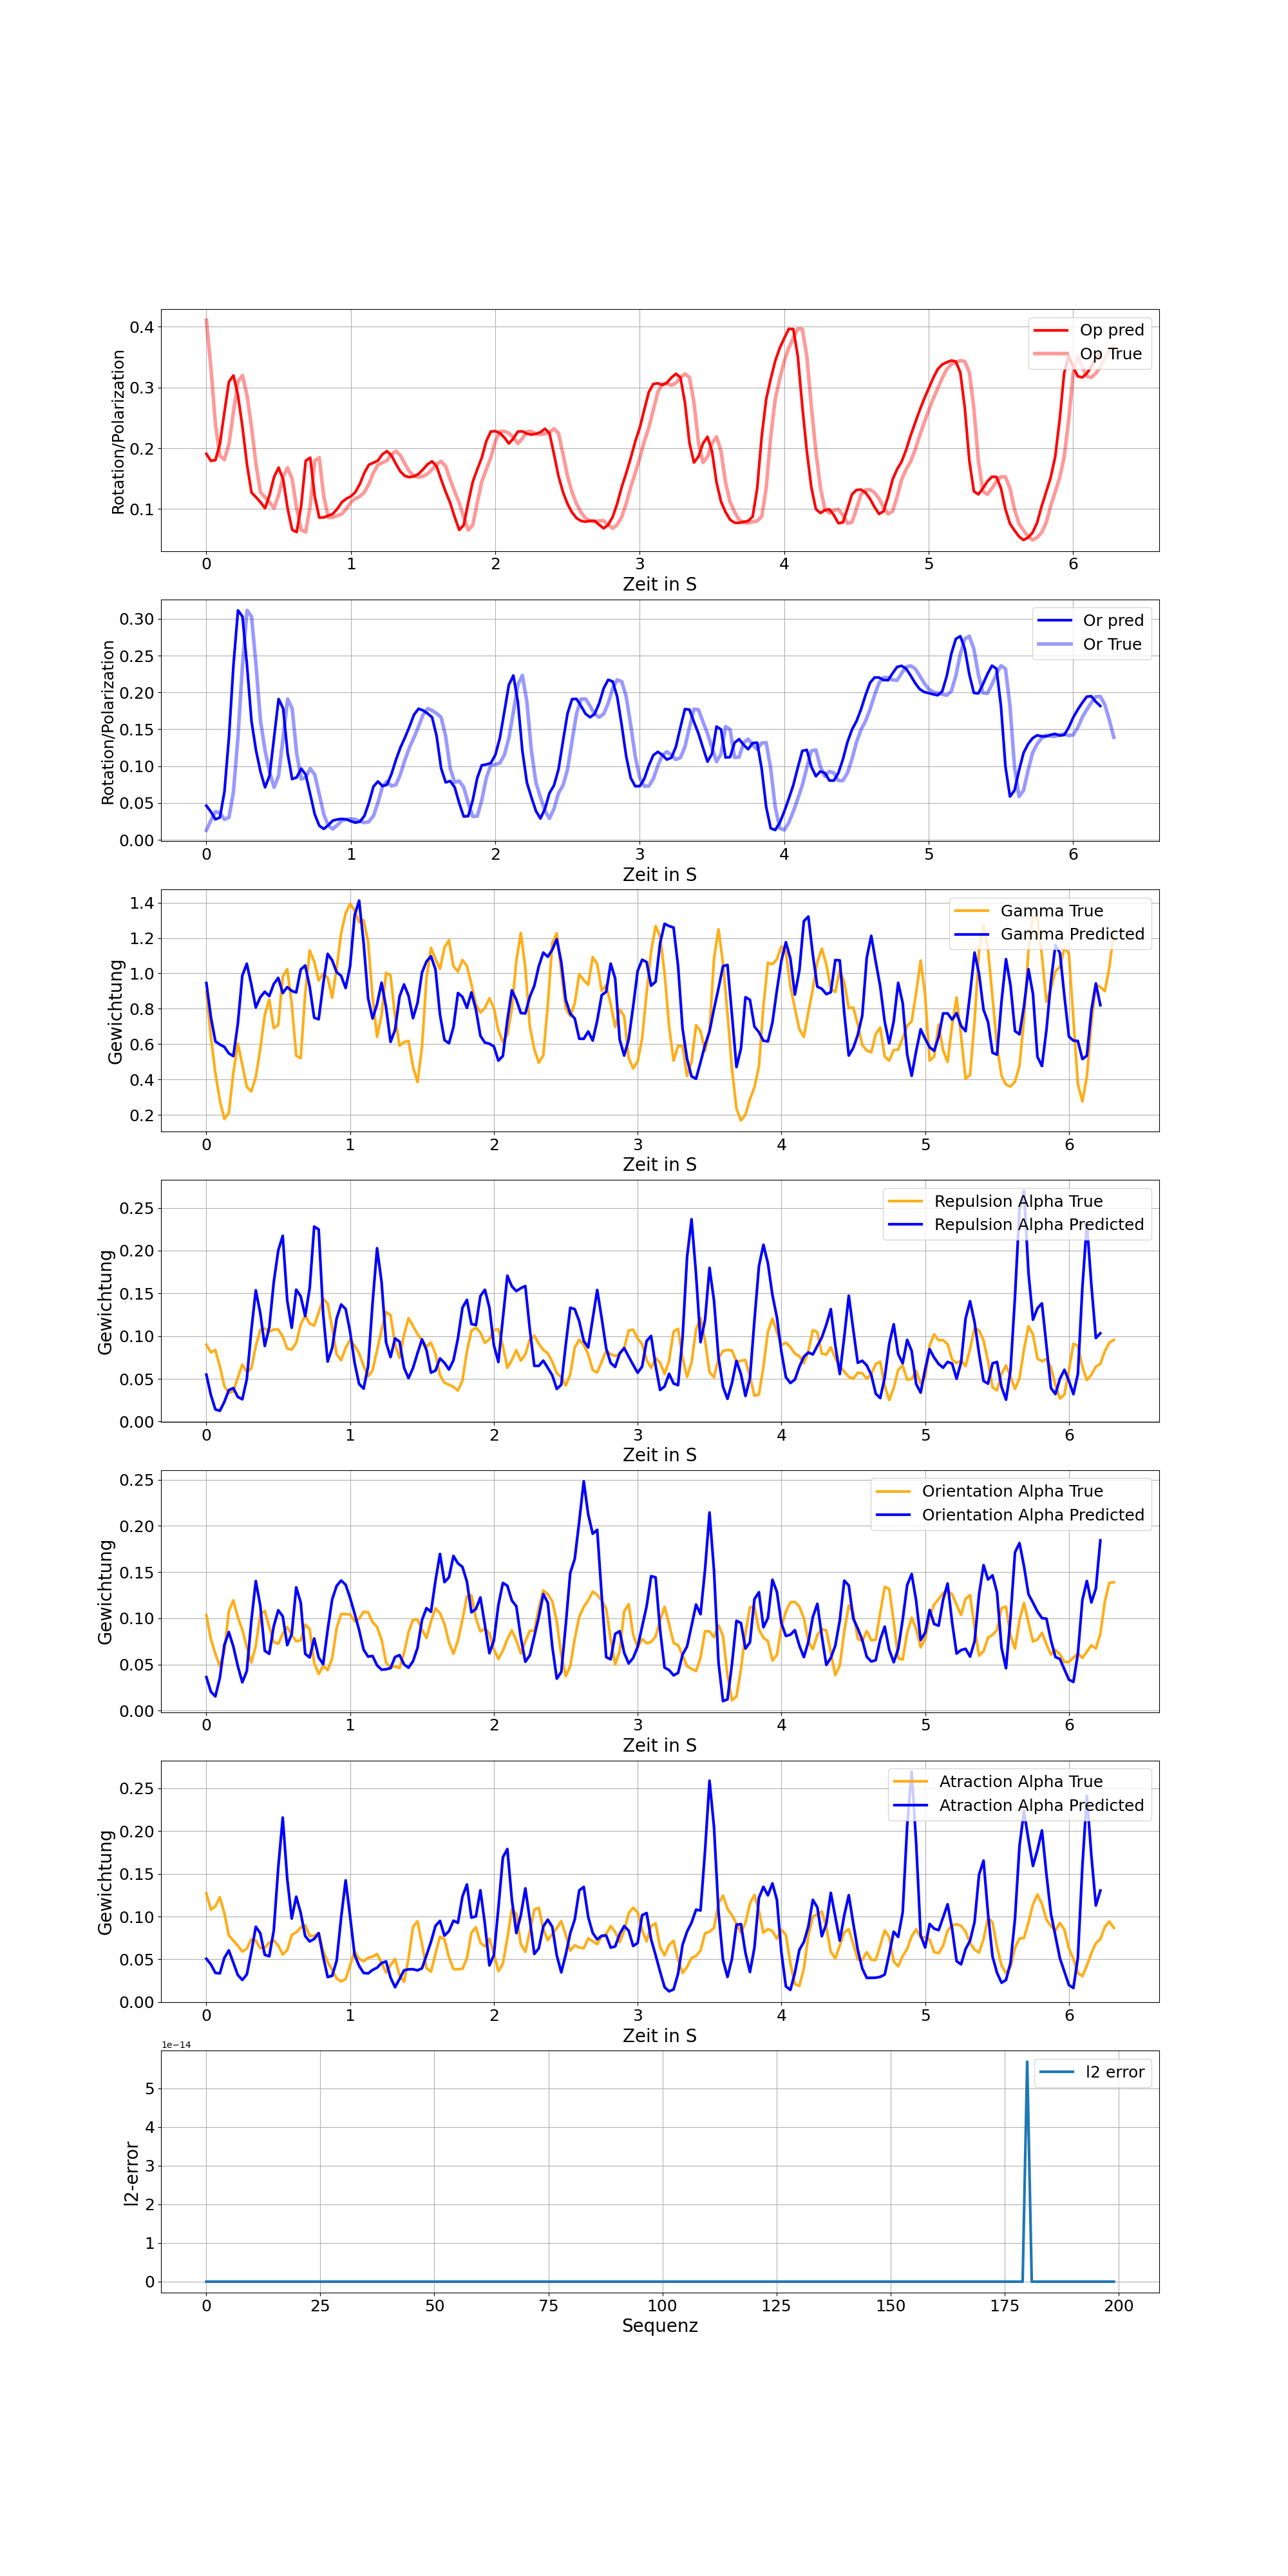 Op pred
Op True
Rotation/Polarization
0.4
0.3
0.2
0.1
0 1 2 3 4 5 6
Zeit in S
Or pred
Or True
Rotation/Polarization
0.30
0.25
0.20
0.15
0.10
0.05
0.00
0 1 2 3 4 5 6
Zeit in S
Gamma True
Gamma Predicted
Gewichtung
1.4
1.2
1.0
0.8
0.6
0.4
0.2
0 1 2 3 4 5 6
Zeit in S
Repulsion Alpha True
Repulsion Alpha Predicted
Gewichtung
0.25
0.20
0.15
0.10
0.05
0.00
0 1 2 3 4 5 6
Zeit in S
Orientation Alpha True
Orientation Alpha Predicted
Gewichtung
0.25
0.20
0.15
0.10
0.05
0.00
0 1 2 3 4 5 6
Zeit in S
Atraction Alpha True
Atraction Alpha Predicted
Gewichtung
0.25
0.20
0.15
0.10
0.05
0.00
0 1 2 3 4 5 6
Zeit in S
1e−14
l2 error
l2-error
5
4
3
2
1
0
0 25 50 75 100 125 150 175 200
Sequenz